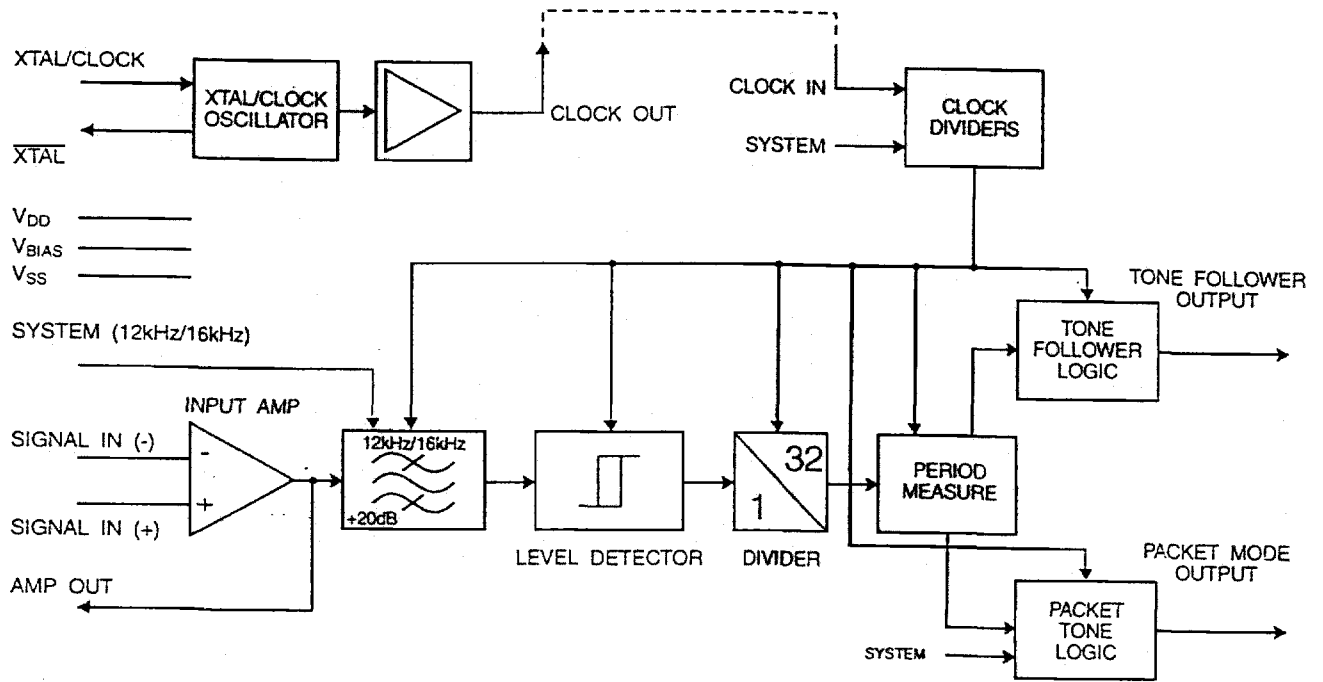 XTAL/CLOCK
XTAL/CLOCK
OSCILLATOR
XTAL
CLOCK OUT
CLOCK IN
SYSTEM
CLOCK
DIVIDERS
VDD
VBIAS
VSS
SYSTEM (12kHz/16kHz)
INPUT AMP
SIGNAL IN (-)
-
+
SIGNAL IN (+)
AMP OUT
12kHz/16kHz
+20dB
LEVEL DETECTOR
32
1
DIVIDER
PERIOD
MEASURE
TONE FOLLOWER
OUTPUT
TONE
FOLLOWER
LOGIC
PACKET MODE
OUTPUT
PACKET
TONE
LOGIC
SYSTEM